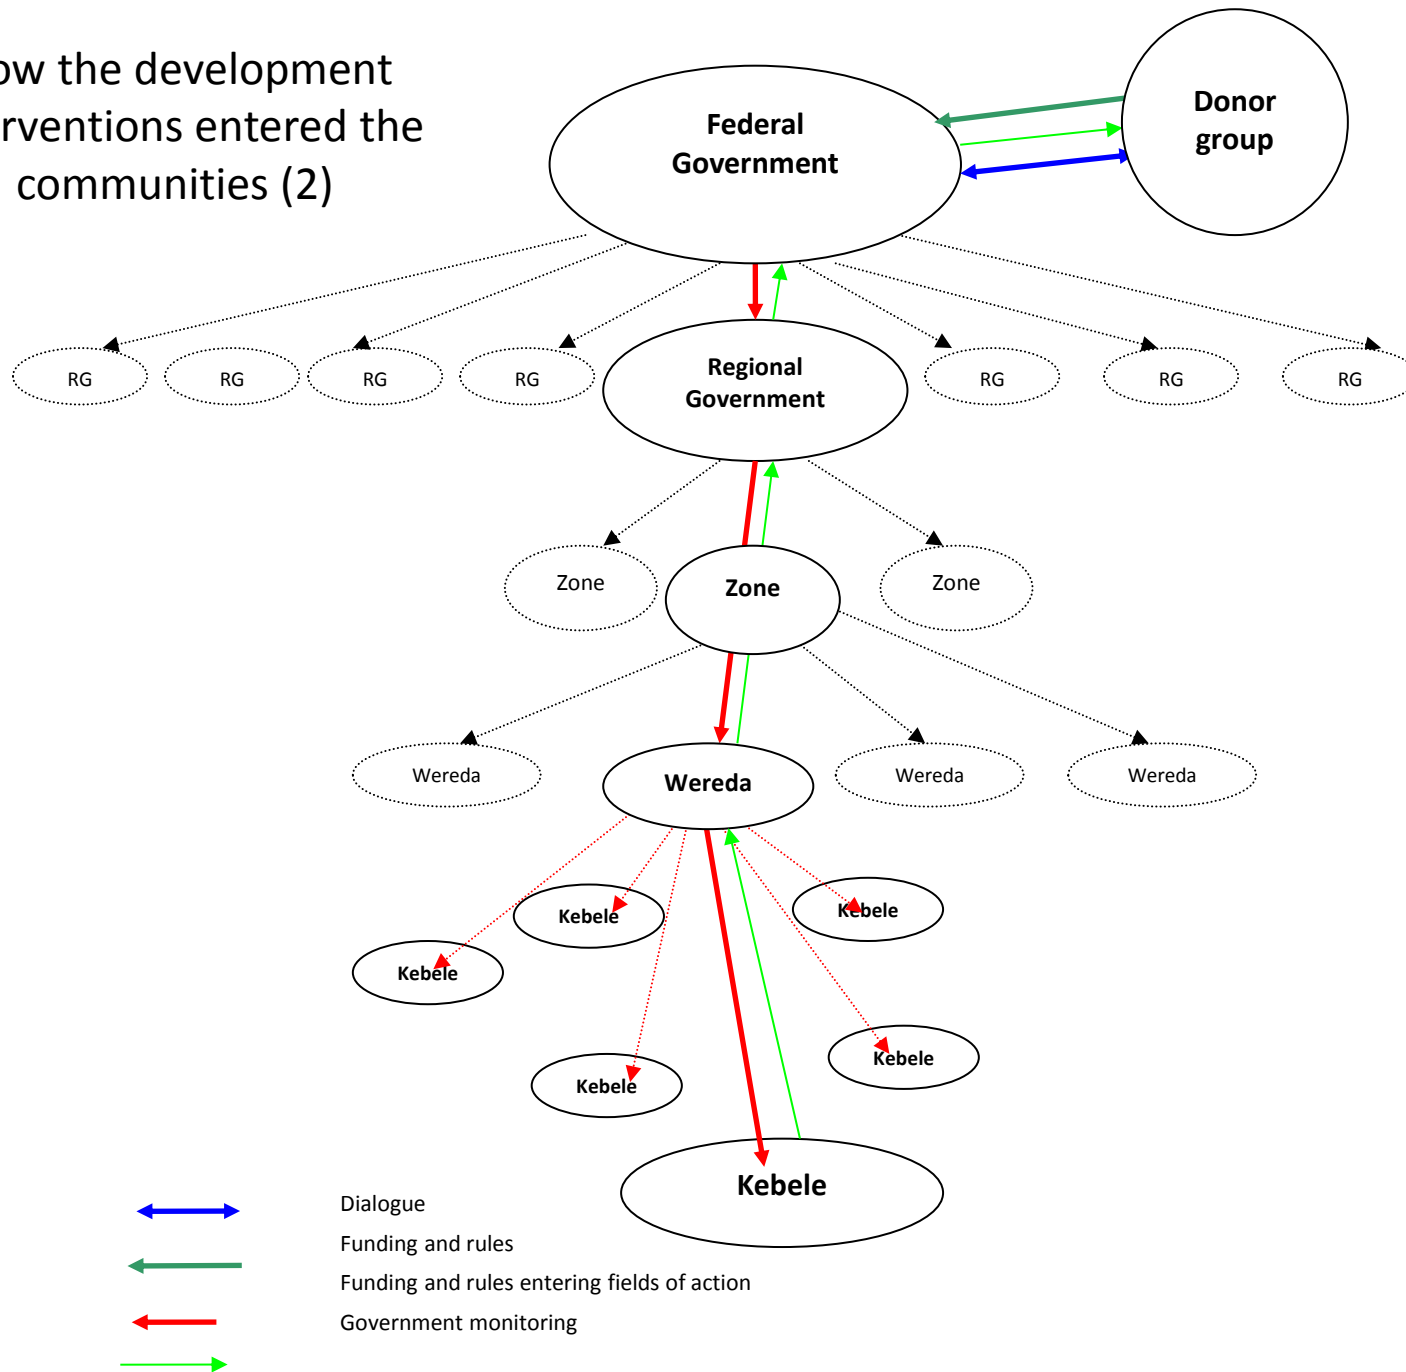 ow the development
erventions entered the
communities (2)
Donor
group
Federal
Government
RG
RG
RG
RG
Regional
Government
RG
RG
RG
Zone
Zone
Zone
Wereda
Wereda
Wereda
Wereda
Kebele
Kebele
Kebele
Kebele
Kebele
Kebele
Dialogue
Funding and rules
Funding and rules entering fields of action
Government monitoring